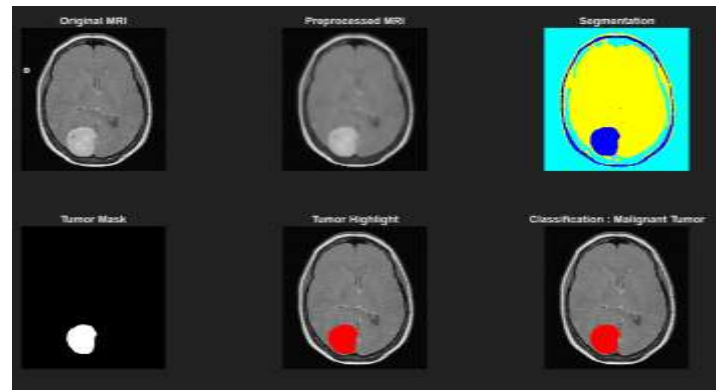 Original MRI
Preprocessed MRI
Segmentation
Tumor Mask
Tumor Highlight
Classification : Malignant Tumor